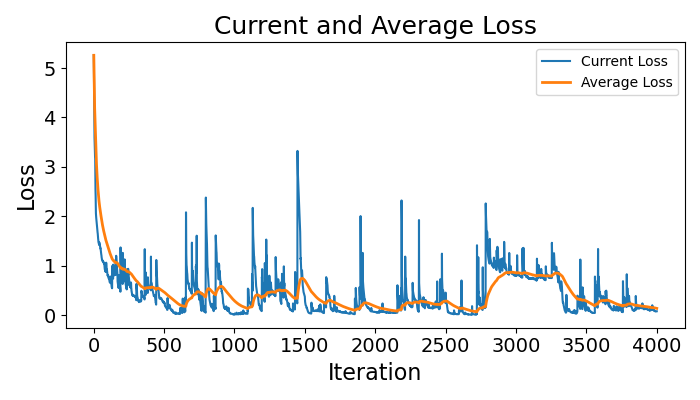 Current and Average Loss
Current Loss
Average Loss
Loss
5
4
3
2
1
0
0 500 1000 1500 2000 2500 3000 3500 4000
Iteration